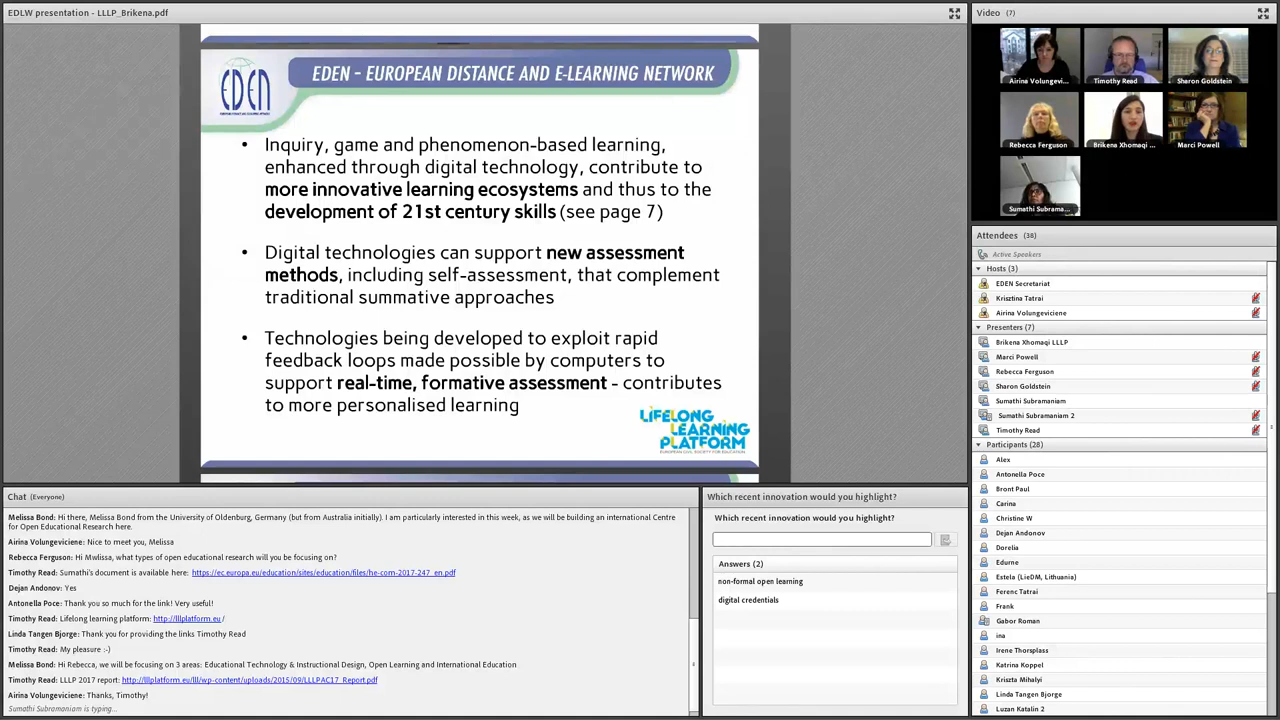 EDLW presentation - LLLP_Brikena.pdf
EDEN
EDEN - EUROPEAN DISTANCE AND E-LEARNING NETWORK
• Inquiry, game and phenomenon-based learning,
enhanced through digital technology, contribute to
more innovative learning ecosystems and thus to the
development of 21st century skills (see page 7)
• Digital technologies can support new assessment
methods, including self-assessment, that complement
traditional summative approaches
• Technologies being developed to exploit rapid
feedback loops made possible by computers to
support real-time, formative assessment - contributes
to more personalised learning
LIFELONG
LEARNING
PLATFORM
EUROPEAN CIVIL SOCIETY FOR EDUCATION
Video (7)
Airina Volungevi...
Timothy Read
Sharon Goldstein
Rebecca Ferguson
Brikena Xhomaqi ...
Marci Powell
Sumathi Subrama...
Attendees (38)
Active Speakers
Hosts (3)
EDEN Secretariat
Krisztina Tatrai
Airina Volungeviciene
Presenters (7)
Brikena Xhomaqi LLLP
Marci Powell
Rebecca Ferguson
Sharon Goldstein
Sumathi Subramaniam
Sumathi Subramaniam 2
Timothy Read
Participants (28)
Alex
Antonella Poce
Bront Paul
Carina
Christine W
Dejan Andonov
Dorelia
Edurne
Estela (LieDM, Lithuania)
Ferenc Tatrai
Frank
Gabor Roman
ina
Irene Thorsplass
Katrina Koppel
Kriszta Mihalyi
Linda Tangen Bjorge
Luzan Katalin 2
Chat (Everyone)
Melissa Bond: Hi there, Melissa Bond from the University of Oldenburg, Germany (but from Australia initially). I am particularly interested in this week, as we will be building an international Centre
for Open Educational Research here.
Airina Volungeviciene: Nice to meet you, Melissa
Rebecca Ferguson: Hi Mwlissa, what types of open educational research will you be focusing on?
Timothy Read: Sumathi's document is available here: https://ec.europa.eu/education/sites/education/files/he-com-2017-247_en.pdf
Dejan Andonov: Yes
Antonella Poce: Thank you so much for the link! Very useful!
Timothy Read: Lifelong learning platform: http://lllplatform.eu /
Linda Tangen Bjorge: Thank you for providing the links Timothy Read
Timothy Read: My pleasure :-)
Melissa Bond: Hi Rebecca, we will be focusing on 3 areas: Educational Technology & Instructional Design, Open Learning and International Education
Timothy Read: LLLP 2017 report: http://lllplatform.eu/lll/wp-content/uploads/2015/09/LLLPAC17_Report.pdf
Airina Volungeviciene: Thanks, Timothy!
Sumathi Subramaniam is typing...
Which recent innovation would you highlight?
Which recent innovation would you highlight?
Answers (2)
non-formal open learning
digital credentials